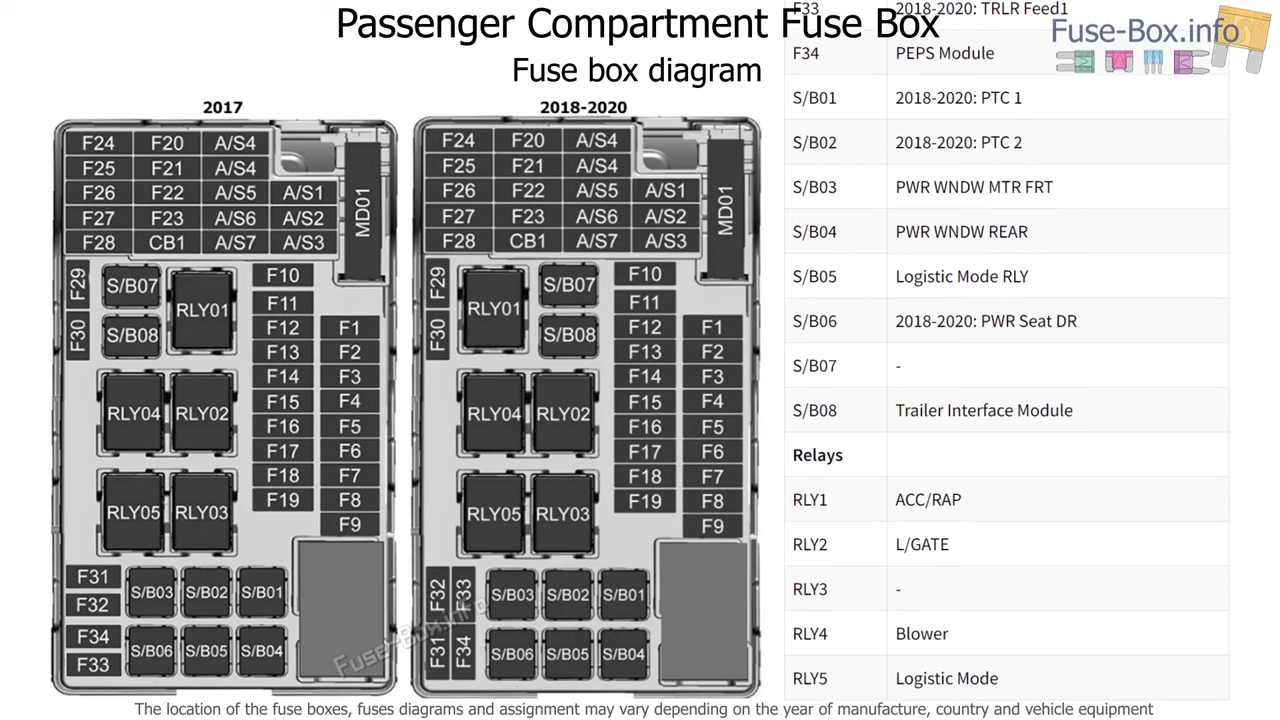 Passenger Compartment Fuse Box
Fuse box diagram
Fuse-Box.info
2017
F24 F20 A/S4
F25 F21 A/S4
F26 F22 A/S5 A/S1
F27 F23 A/S6 A/S2
F28 CB1 A/S7 A/S3
MD01
F29 S/B07 RLY01 F10
F30 S/B08 F11
F12 F1
F13 F2
F14 F3
RLY04 RLY02 F15 F4
F16 F5
F17 F6
F18 F7
RLY05 RLY03 F19 F8
F9
F31 S/B03 S/B02 S/B01
F32
F34 S/B06 S/B05 S/B04
F33
2018-2020
F24 F20 A/S4
F25 F21 A/S4
F26 F22 A/S5 A/S1
F27 F23 A/S6 A/S2
F28 CB1 A/S7 A/S3
MD01
F29 RLY01 S/B07 F10
F30 S/B08 F11
F12 F1
F13 F2
F14 F3
RLY04 RLY02 F15 F4
F16 F5
F17 F6
F18 F7
RLY05 RLY03 F19 F8
F9
F32 F33 S/B03 S/B02 S/B01
F31 F34 S/B06 S/B05 S/B04
Fuse-Box.info
F33 2018-2020: TRLR Feed1
F34 PEPS Module
S/B01 2018-2020: PTC 1
S/B02 2018-2020: PTC 2
S/B03 PWR WNDW MTR FRT
S/B04 PWR WNDW REAR
S/B05 Logistic Mode RLY
S/B06 2018-2020: PWR Seat DR
S/B07 -
S/B08 Trailer Interface Module
Relays
RLY1 ACC/RAP
RLY2 L/GATE
RLY3 -
RLY4 Blower
RLY5 Logistic Mode
The location of the fuse boxes, fuses diagrams and assignment may vary depending on the year of manufacture, country and vehicle equipment